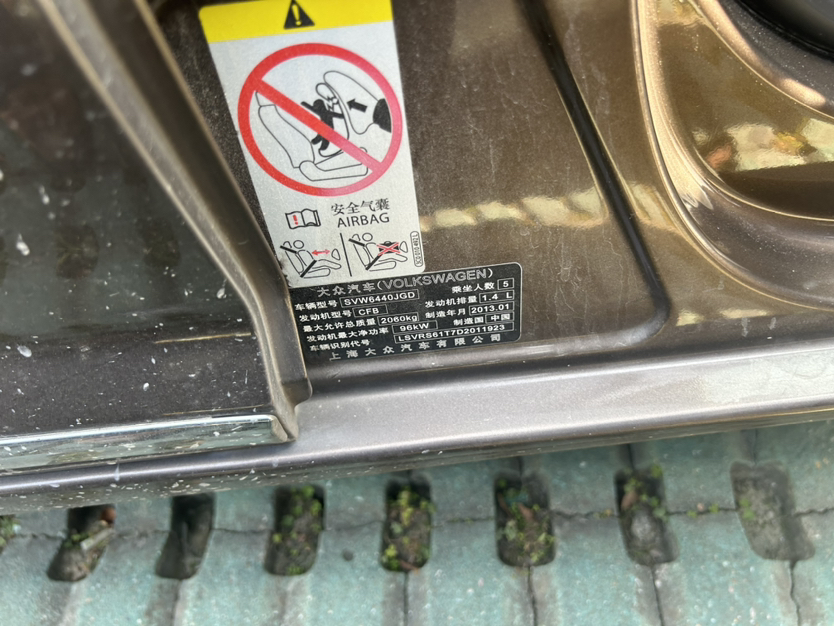 安全气囊
AIRBAG
大众汽车(VOLKSWAGEN)
车辆型号 SVW6440JGD 乘坐人数 5
发动机型号 CFB 发动机排量 1.4 L
最大允许总质量 2060kg 制造年月 2013.01
发动机最大净功率 96kW 制造国 中国
车辆识别代号 LSVRS61T7D2011923
上海大众汽车有限公司